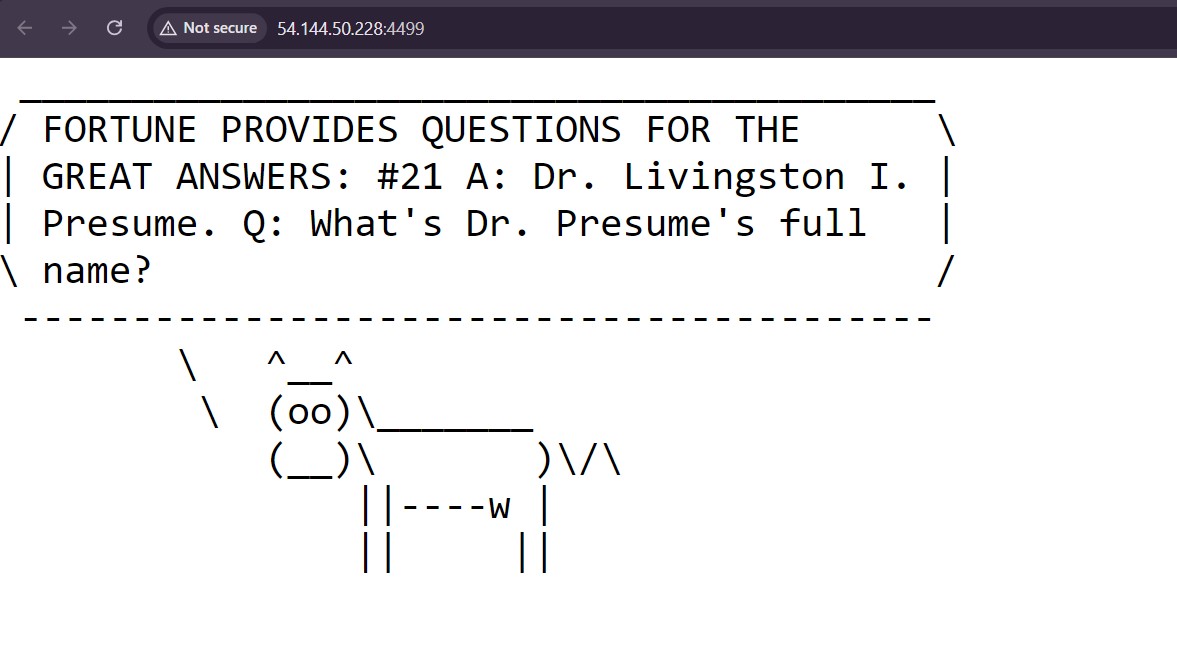 Not secure 54.144.50.228:4499
 _________________________________________
/ FORTUNE PROVIDES QUESTIONS FOR THE      \
| GREAT ANSWERS: #21 A: Dr. Livingston I. |
| Presume. Q: What's Dr. Presume's full   |
\ name?                                   /
 -----------------------------------------
        \   ^__^
         \  (oo)\_______
            (__)\       )\/\
                ||----w |
                ||     ||